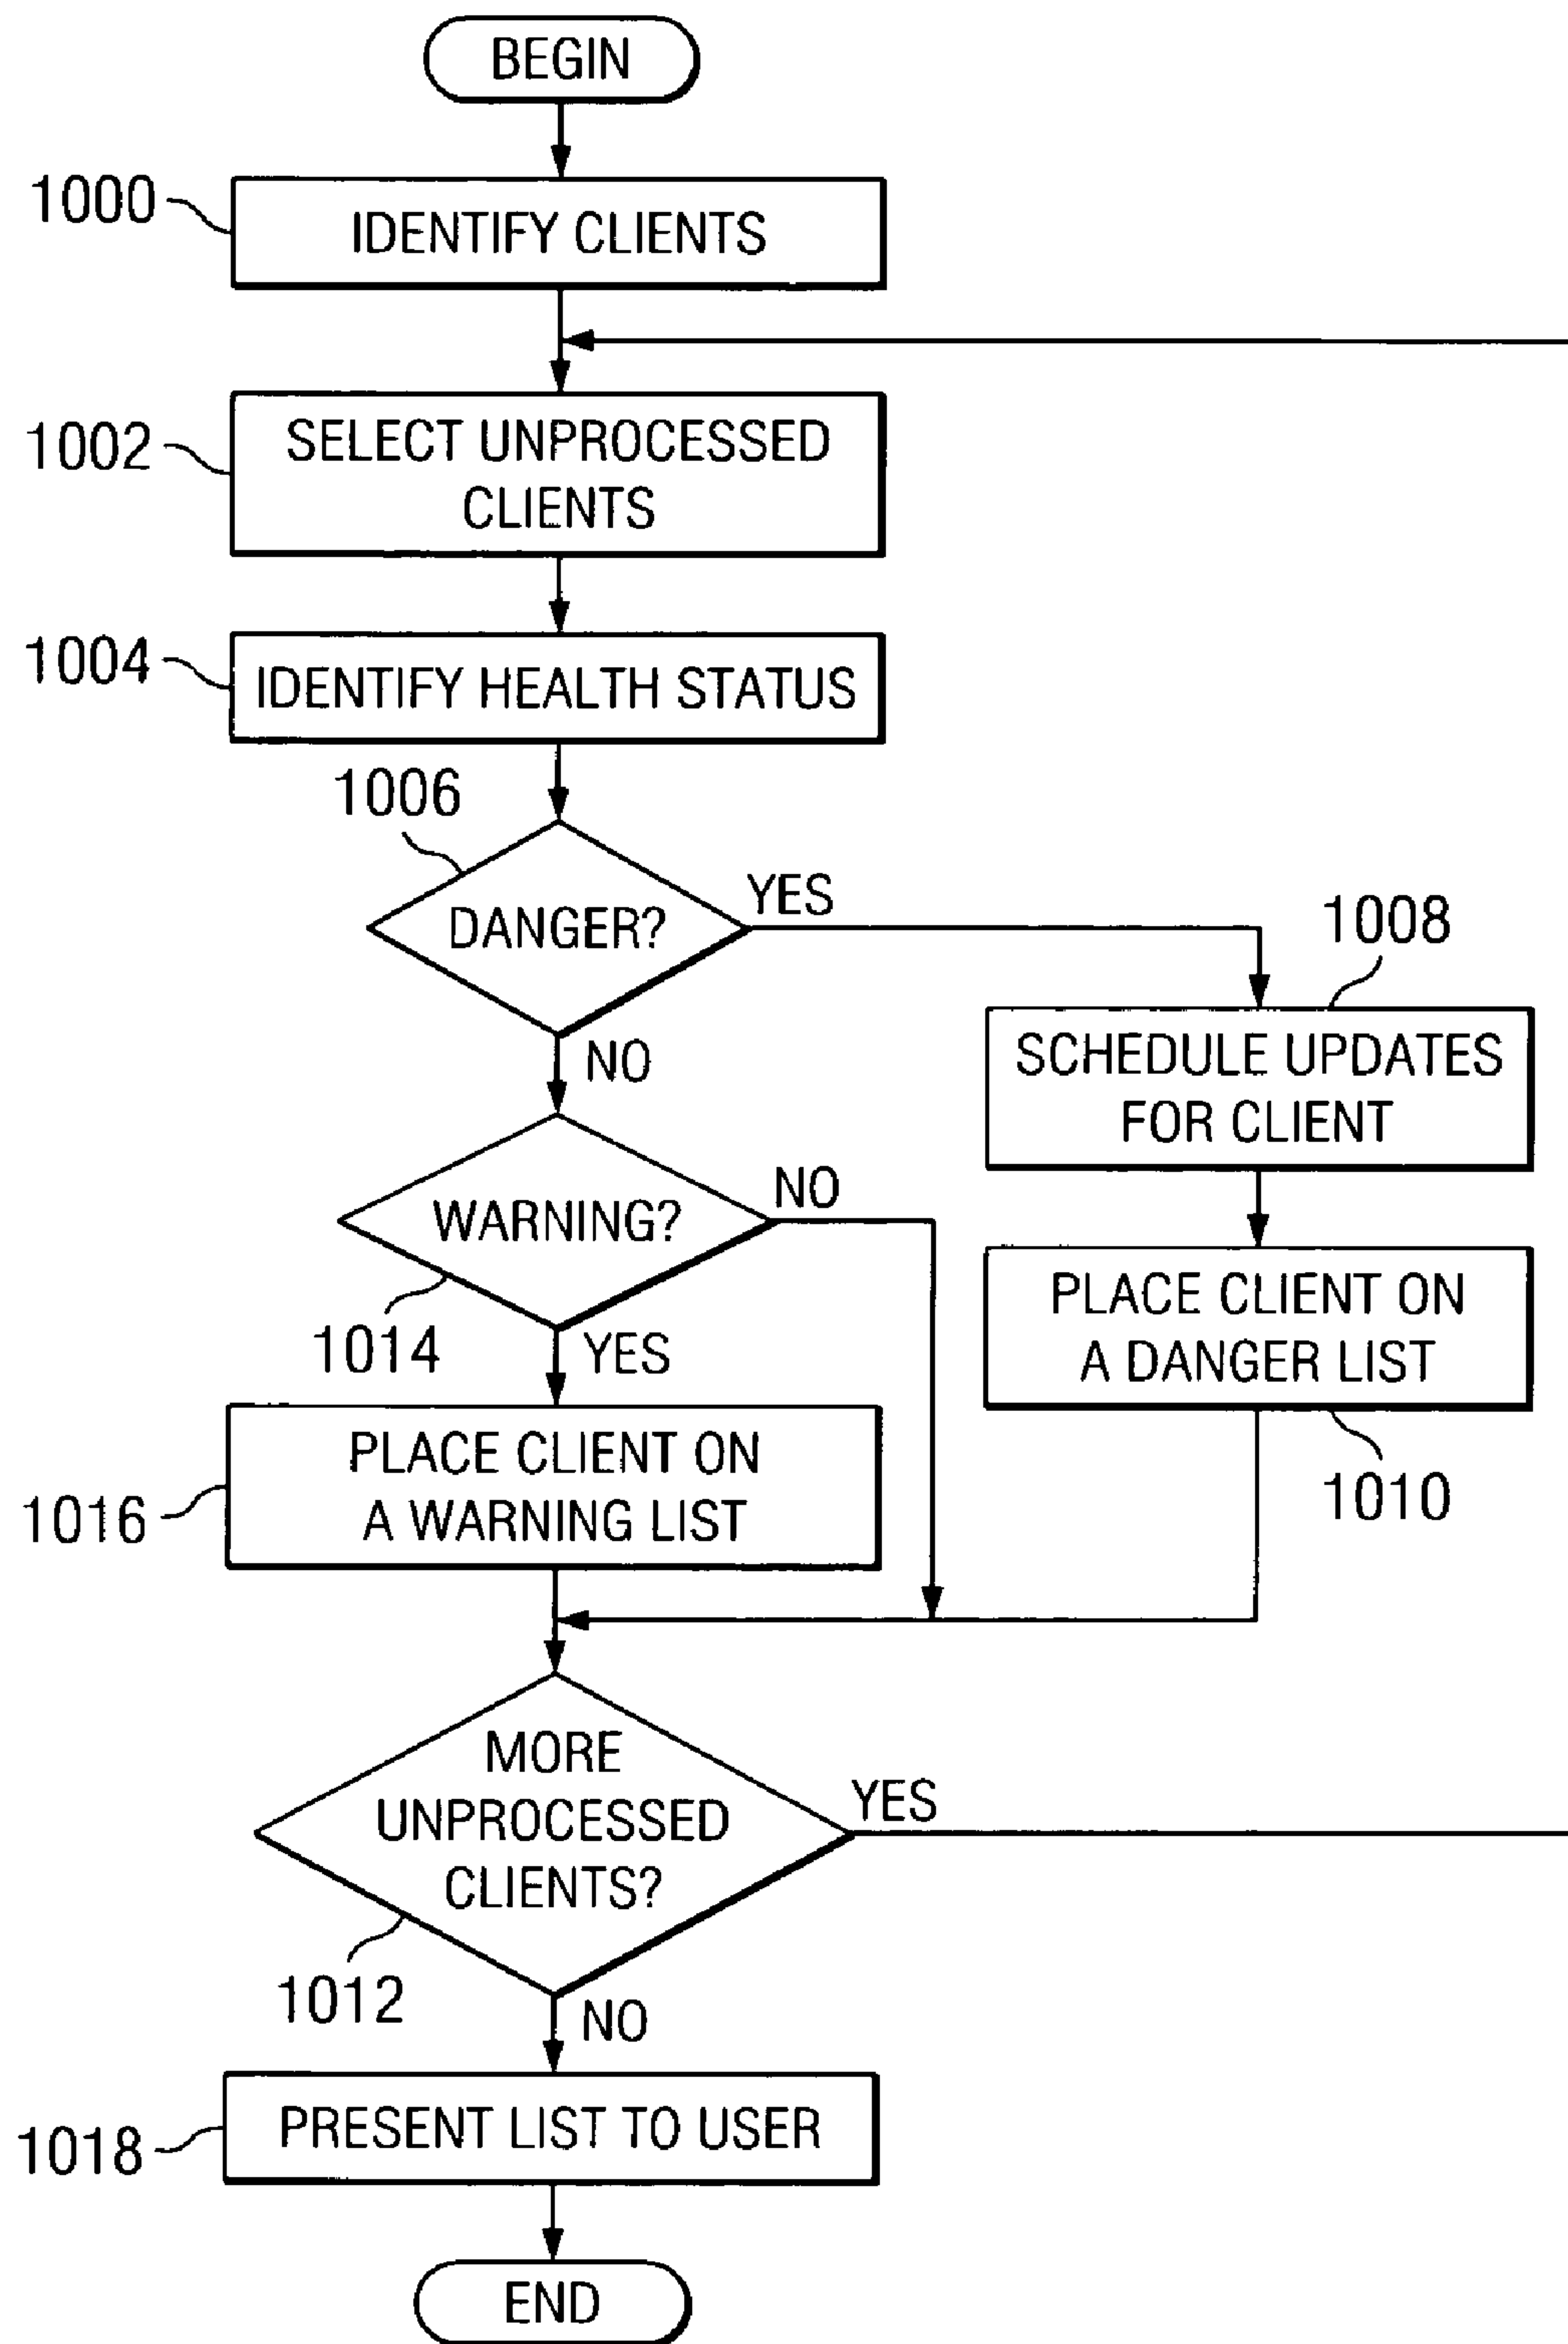 BEGIN
1000
IDENTIFY CLIENTS
1002
SELECT UNPROCESSED
CLIENTS
1004
IDENTIFY HEALTH STATUS
1006
DANGER?
YES
NO
1008
SCHEDULE UPDATES
FOR CLIENT
WARNING?
NO
1014
YES
PLACE CLIENT ON
A DANGER LIST
1010
1016
PLACE CLIENT ON
A WARNING LIST
MORE
UNPROCESSED
CLIENTS?
YES
1012
NO
1018
PRESENT LIST TO USER
END